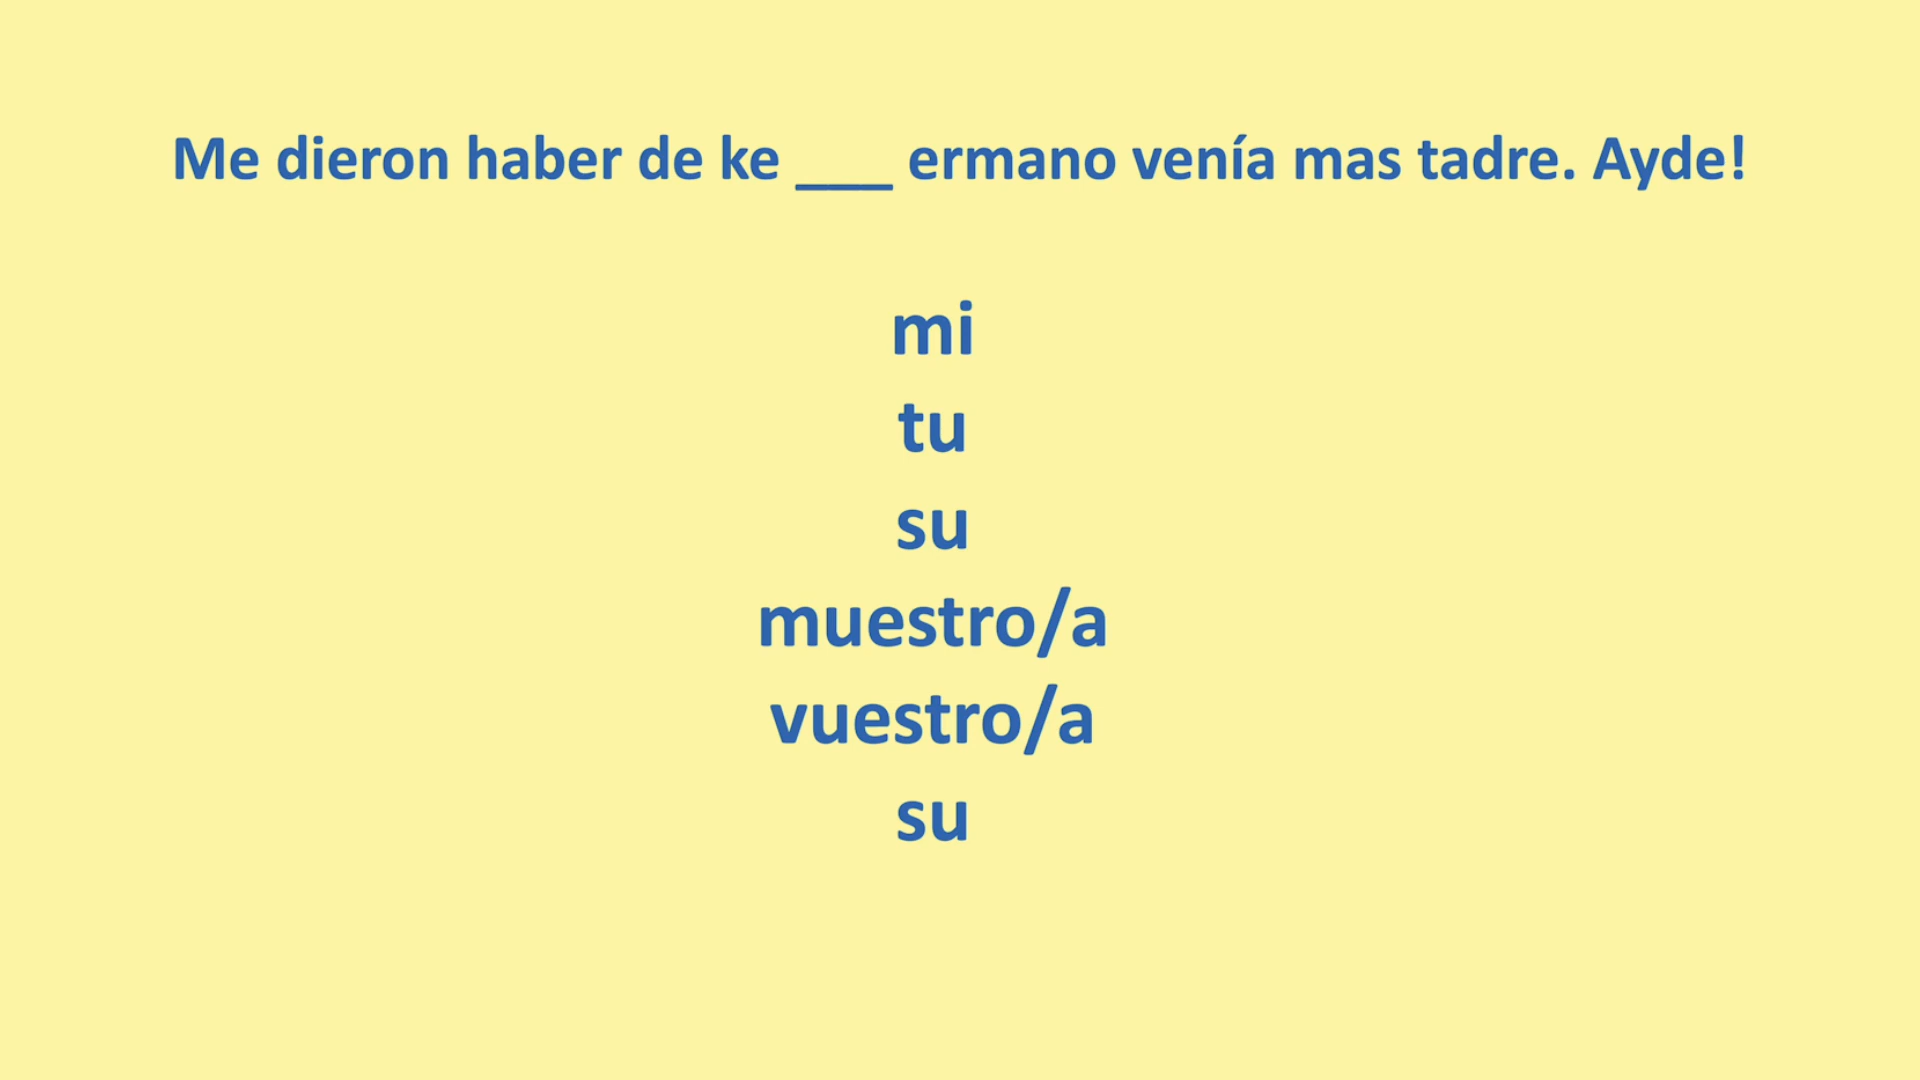 Me dieron haber de ke ___ ermano venía mas tadre. Ayde!
mi
tu
su
muestro/a
vuestro/a
su